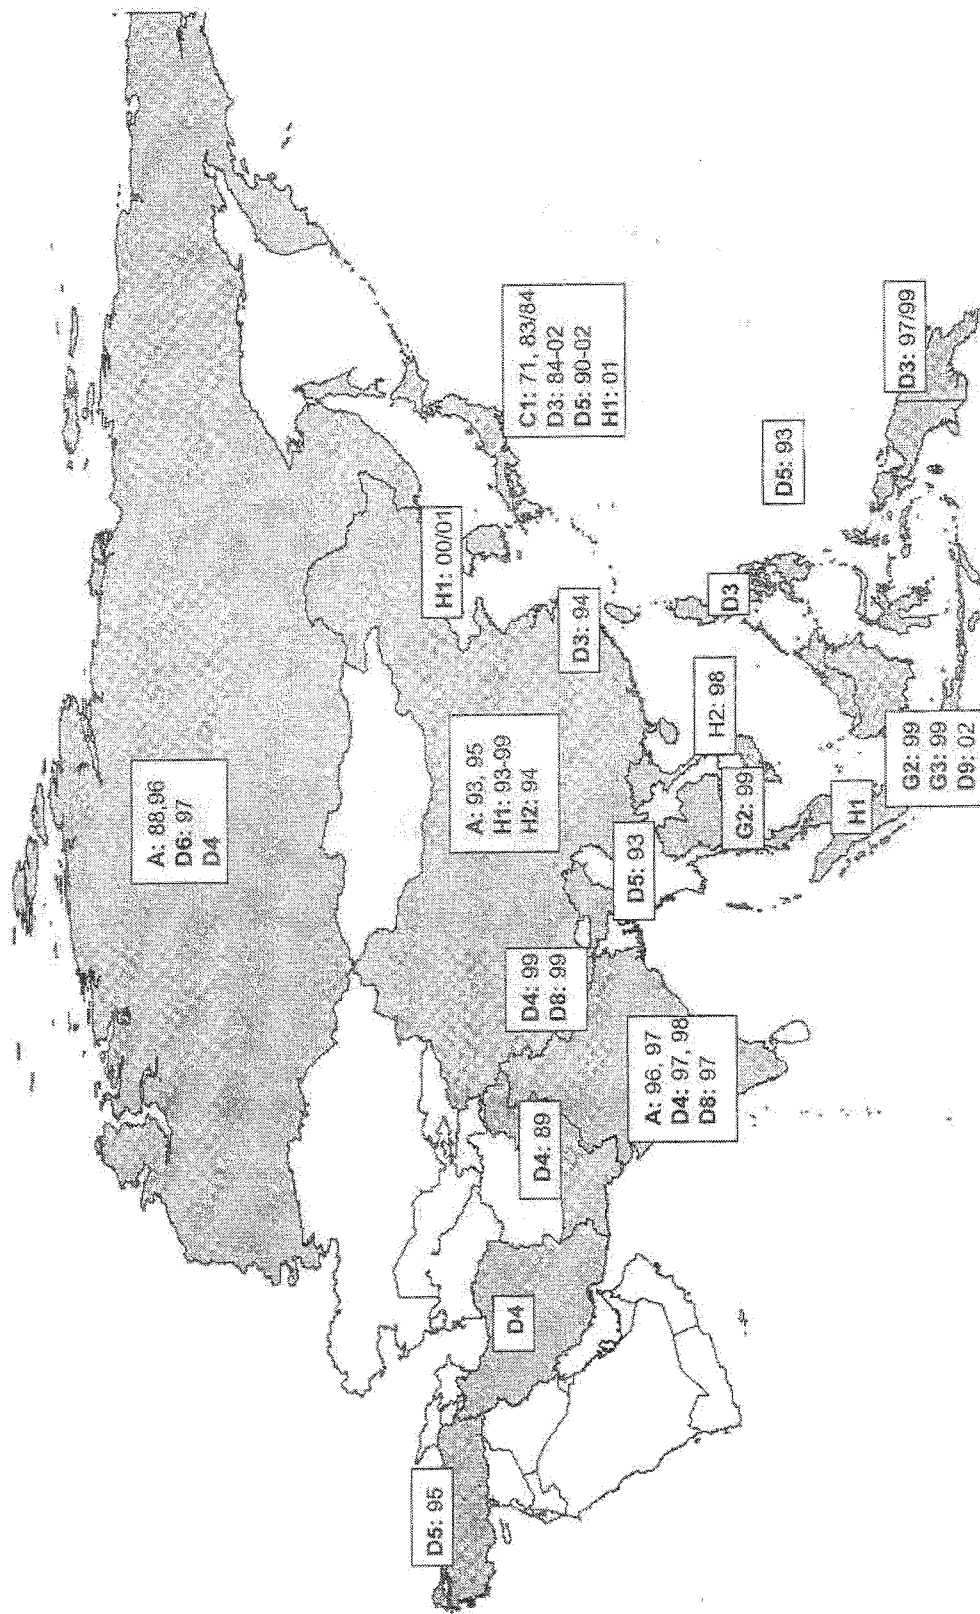 A: 88,96
D6: 97
D4
D5: 95
D4
D4: 89
A: 96, 97
D4: 97, 98
D8: 97
D4: 99
D8: 99
D5: 93
A: 93, 95
H1: 93-99
H2: 94
H1: 00/01
C1: 71, 83/84
D3: 84-02
D5: 90-02
H1: 01
D3: 94
H2: 98
G2: 99
D3
H1
G2: 99
G3: 99
D9: 02
D5: 93
D3: 97/99